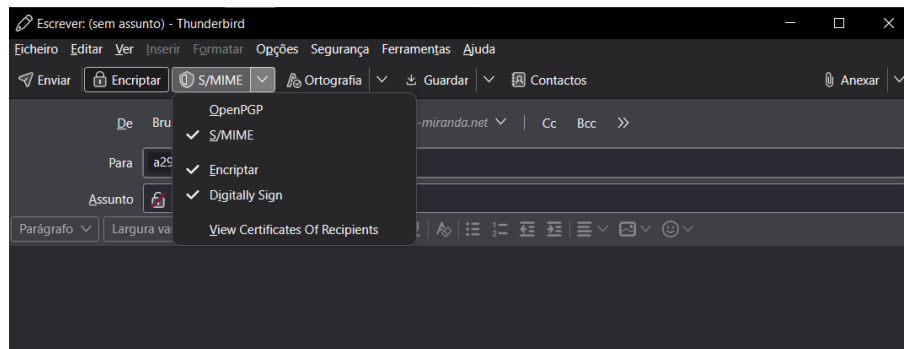 Escrever: (sem assunto) - Thunderbird
Ficheiro Editar Ver Inserir Formatar Opções Segurança Ferramentas Ajuda
Enviar Encriptar S/MIME Ortografia Guardar Contactos Anexar
OpenPGP
De Bru -miranda.net Cc Bcc
S/MIME
Para a29
Encriptar
Assunto
Digitally Sign
Parágrafo Largura va
View Certificates Of Recipients